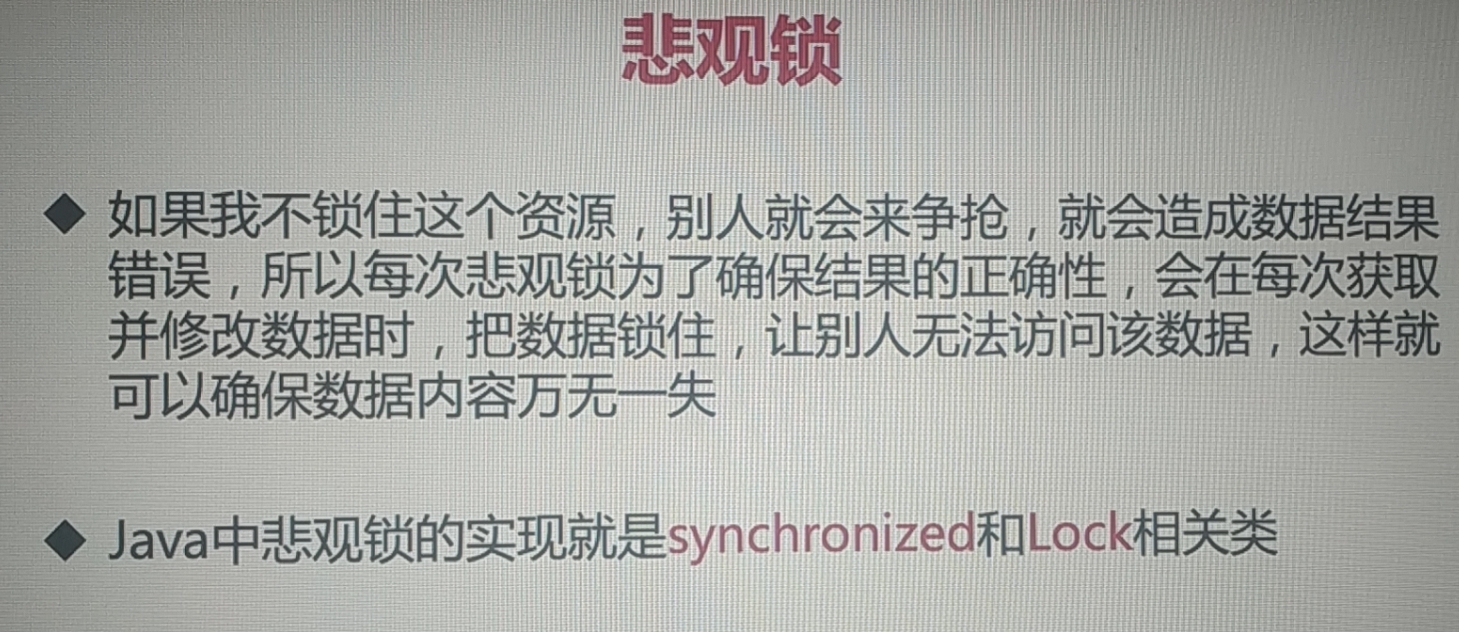 悲观锁
◆ 如果我不锁住这个资源，别人就会来争抢，就会造成数据结果
错误，所以每次悲观锁为了确保结果的正确性，会在每次获取
并修改数据时，把数据锁住，让别人无法访问该数据，这样就
可以确保数据内容万无一失
◆ Java中悲观锁的实现就是synchronized和Lock相关类